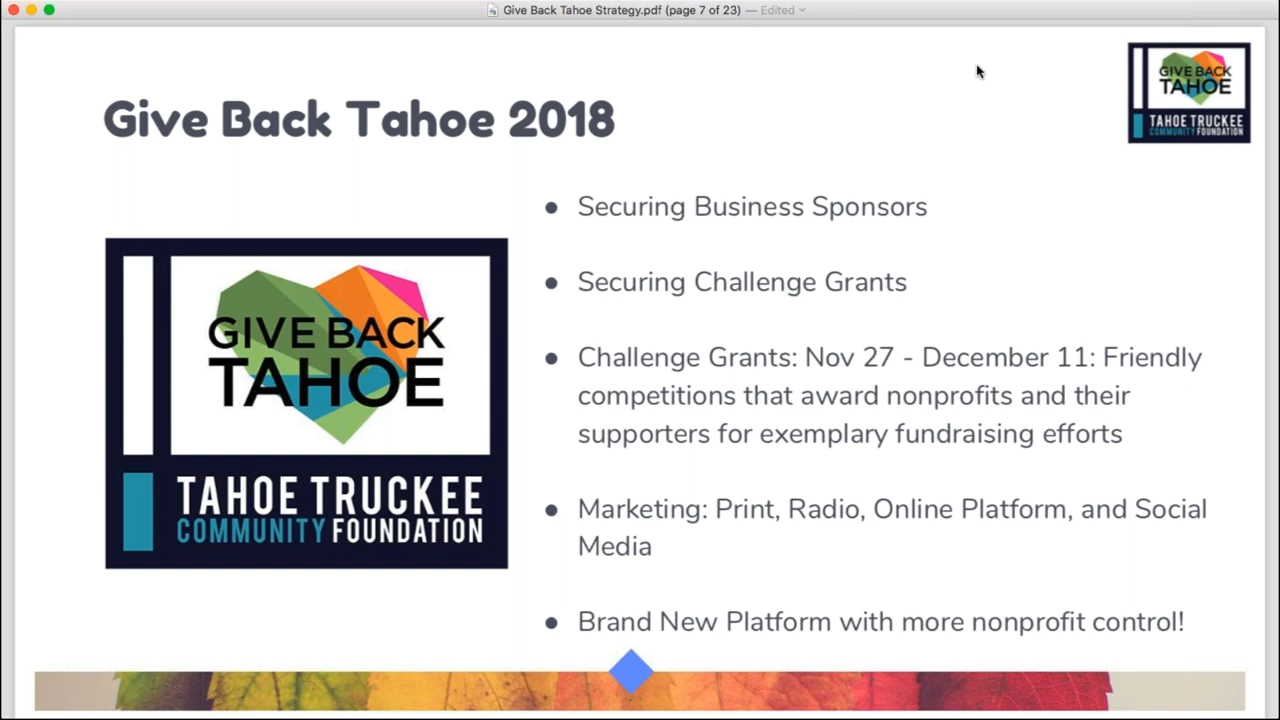 Give Back Tahoe Strategy.pdf (page 7 of 23) — Edited
GIVE BACK
TAHOE
TAHOE TRUCKEE
COMMUNITY FOUNDATION
Give Back Tahoe 2018
● Securing Business Sponsors
● Securing Challenge Grants
● Challenge Grants: Nov 27 - December 11: Friendly
competitions that award nonprofits and their
supporters for exemplary fundraising efforts
● Marketing: Print, Radio, Online Platform, and Social
Media
● Brand New Platform with more nonprofit control!
GIVE BACK
TAHOE
TAHOE TRUCKEE
COMMUNITY FOUNDATION